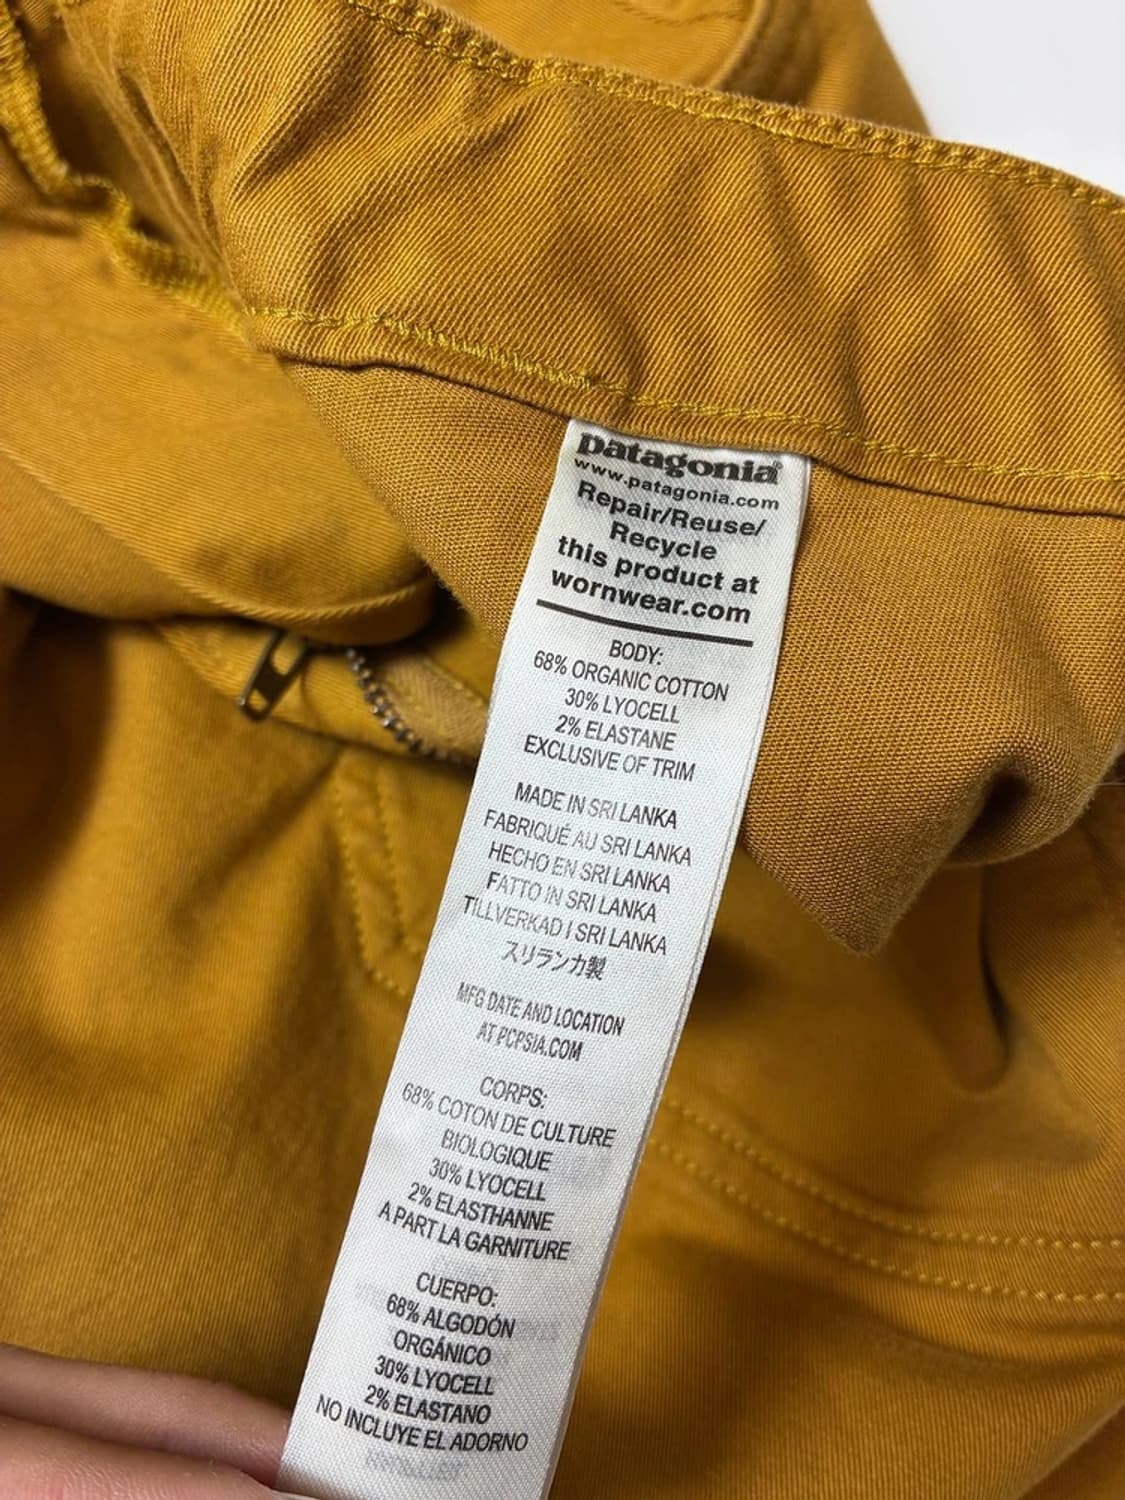 patagonia®
www.patagonia.com
Repair/Reuse/
Recycle
this product at
wornwear.com
BODY:
68% ORGANIC COTTON
30% LYOCELL
2% ELASTANE
EXCLUSIVE OF TRIM
MADE IN SRI LANKA
FABRIQUÉ AU SRI LANKA
HECHO EN SRI LANKA
FATTO IN SRI LANKA
TILLVERKAD I SRI LANKA
スリランカ製
MFG DATE AND LOCATION
AT PCPSIA.COM
CORPS:
68% COTON DE CULTURE
BIOLOGIQUE
30% LYOCELL
2% ELASTHANNE
A PART LA GARNITURE
CUERPO:
68% ALGODÓN
ORGÁNICO
30% LYOCELL
2% ELASTANO
NO INCLUYE EL ADORNO